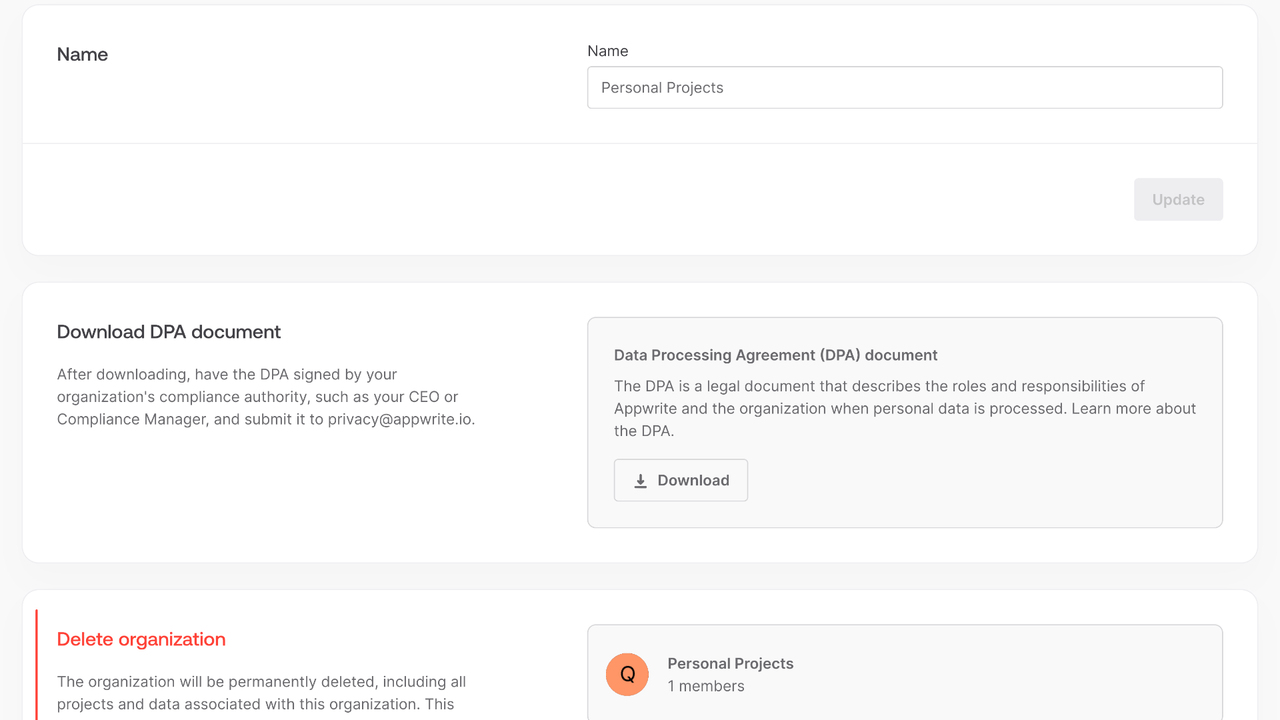 Name
Name
Personal Projects
Update
Download DPA document
After downloading, have the DPA signed by your
organization's compliance authority, such as your CEO or
Compliance Manager, and submit it to privacy@appwrite.io.
Data Processing Agreement (DPA) document
The DPA is a legal document that describes the roles and responsibilities of
Appwrite and the organization when personal data is processed. Learn more about
the DPA.
Download
Delete organization
The organization will be permanently deleted, including all
projects and data associated with this organization. This
Q
Personal Projects
1 members